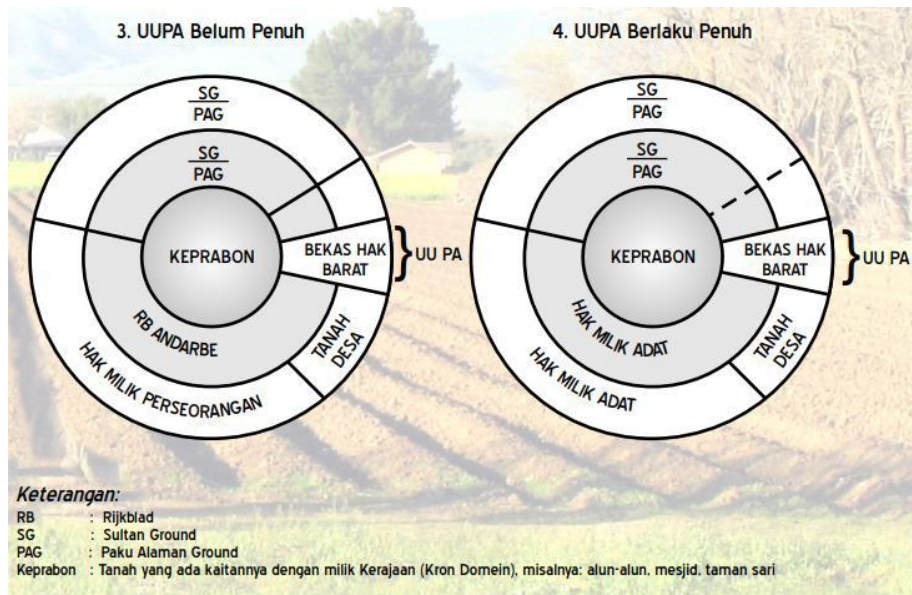 3. UUPA Belum Penuh
SG
PAG
SG
PAG
KEPRABON
BEKAS HAK
BARAT
UU PA
RB ANDARBE
TANAH
DESA
HAK MILIK PERSEORANGAN
4. UUPA Berlaku Penuh
SG
PAG
SG
PAG
KEPRABON
BEKAS HAK
BARAT
UU PA
HAK MILIK ADAT
TANAH
DESA
HAK MILIK ADAT
Keterangan:
RB : Rijkblad
SG : Sultan Ground
PAG : Paku Alaman Ground
Keprabon : Tanah yang ada kaitannya dengan milik Kerajaan (Kron Domein), misalnya: alun-alun, mesjid, taman sari